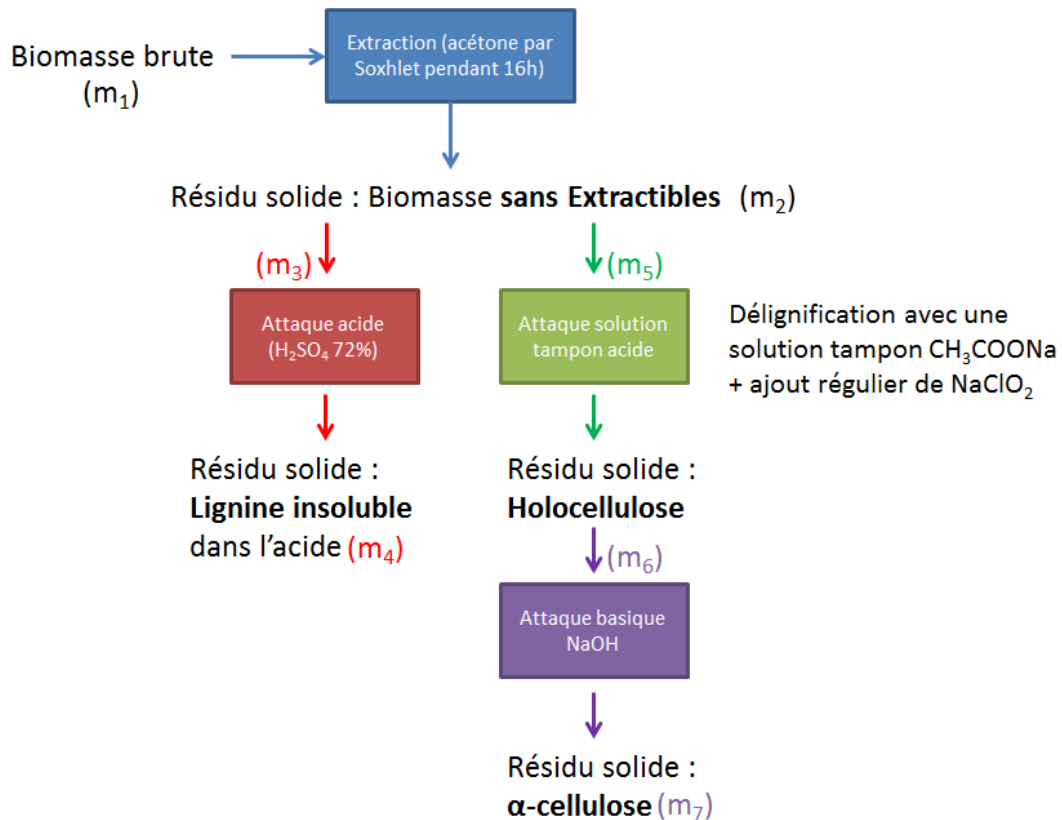 Biomasse brute
(m₁)
Extraction (acétone par
Soxhlet pendant 16h)
Résidu solide : Biomasse sans Extractibles (m₂)
(m₃)
(m₅)
Attaque acide
(H₂SO₄ 72%)
Attaque solution
tampon acide
Délignification avec une
solution tampon CH₃COONa
+ ajout régulier de NaClO₂
Résidu solide :
Lignine insoluble
dans l’acide (m₄)
Résidu solide :
Holocellulose
(m₆)
Attaque basique
NaOH
Résidu solide :
α-cellulose (m₇)